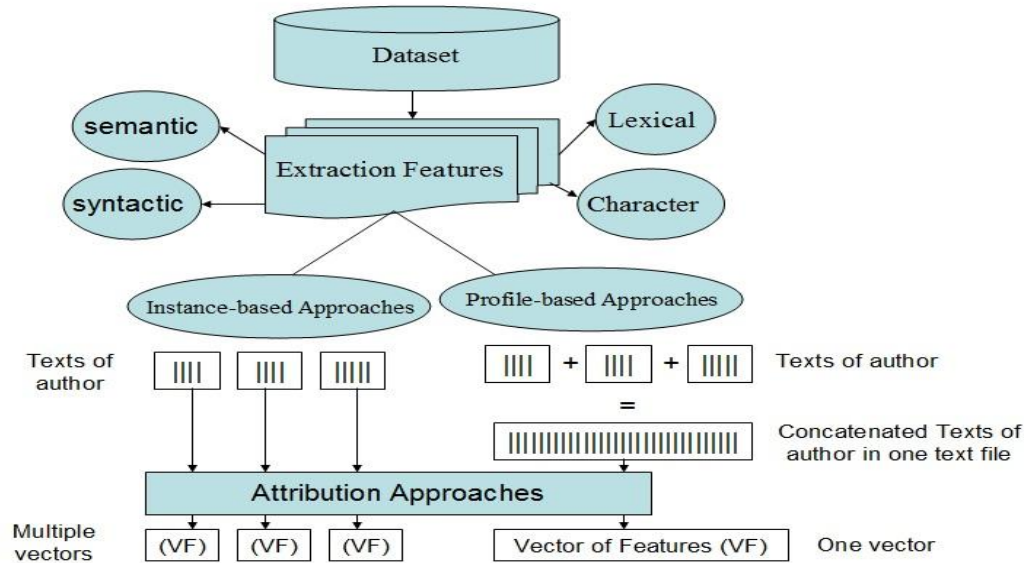 Dataset
semantic
Lexical
Extraction Features
syntactic
Character
Instance-based Approaches
Profile-based Approaches
Texts of
author
+
+
Texts of author
=
Concatenated Texts of
author in one text file
Attribution Approaches
Multiple
vectors
(VF)
(VF)
(VF)
Vector of Features (VF)
One vector